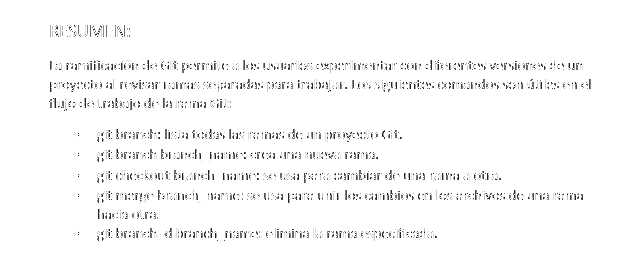 RESUMEN:
La ramificación de Git permite a los usuarios experimentar con diferentes versiones de un
proyecto al revisar ramas separadas para trabajar. Los siguientes comandos son útiles en el
flujo de trabajo de la rama Git:
- git branch: lista todas las ramas de un proyecto Git.
- git branch branch_name: crea una nueva rama.
- git checkout branch_name: se usa para cambiar de una rama a otra.
- git merge branch_name: se usa para unir los cambios en los archivos de una rama
hacia otra.
- git branch -d branch_name: elimina la rama especificada.